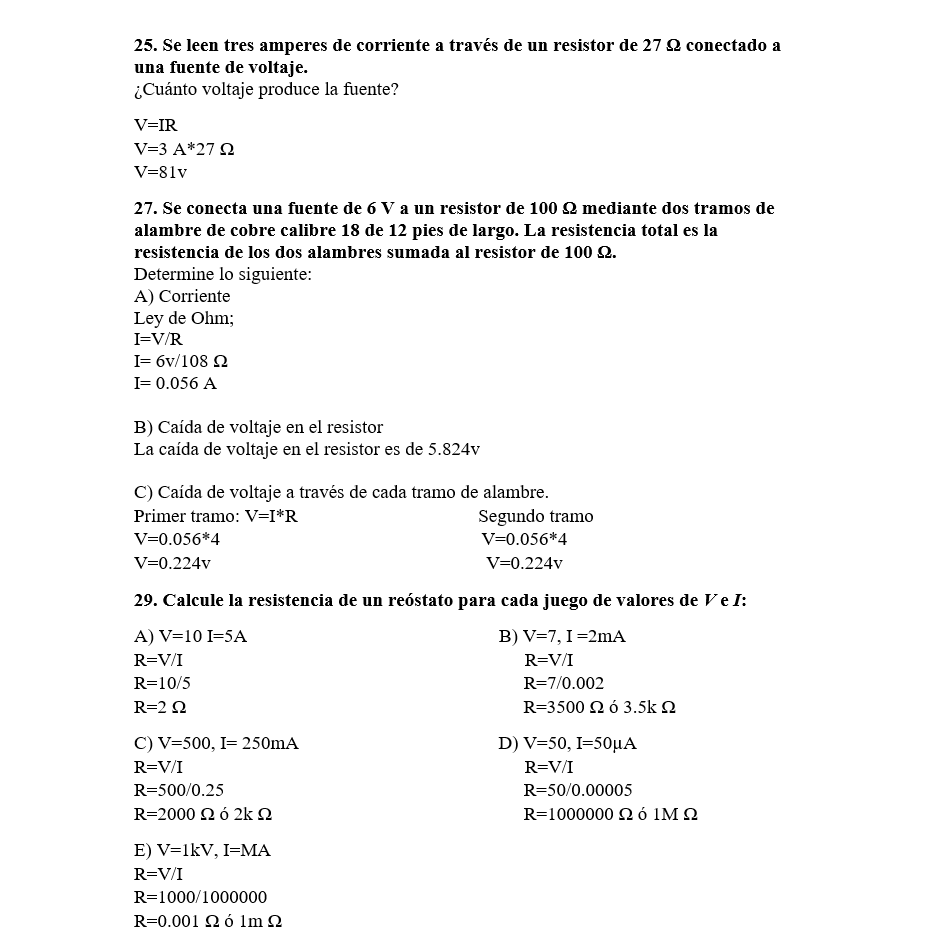 25. Se leen tres amperes de corriente a través de un resistor de 27 Ω conectado a
una fuente de voltaje.
¿Cuánto voltaje produce la fuente?
V=IR
V=3 A*27 Ω
V=81v
27. Se conecta una fuente de 6 V a un resistor de 100 Ω mediante dos tramos de
alambre de cobre calibre 18 de 12 pies de largo. La resistencia total es la
resistencia de los dos alambres sumada al resistor de 100 Ω.
Determine lo siguiente:
A) Corriente
Ley de Ohm;
I=V/R
I= 6v/108 Ω
I= 0.056 A
B) Caída de voltaje en el resistor
La caída de voltaje en el resistor es de 5.824v
C) Caída de voltaje a través de cada tramo de alambre.
Primer tramo: V=I*R
V=0.056*4
V=0.224v
Segundo tramo
V=0.056*4
V=0.224v
29. Calcule la resistencia de un reóstato para cada juego de valores de V e I:
A) V=10 I=5A
R=V/I
R=10/5
R=2 Ω
B) V=7, I =2mA
R=V/I
R=7/0.002
R=3500 Ω ó 3.5k Ω
C) V=500, I= 250mA
R=V/I
R=500/0.25
R=2000 Ω ó 2k Ω
D) V=50, I=50µA
R=V/I
R=50/0.00005
R=1000000 Ω ó 1M Ω
E) V=1kV, I=MA
R=V/I
R=1000/1000000
R=0.001 Ω ó 1m Ω